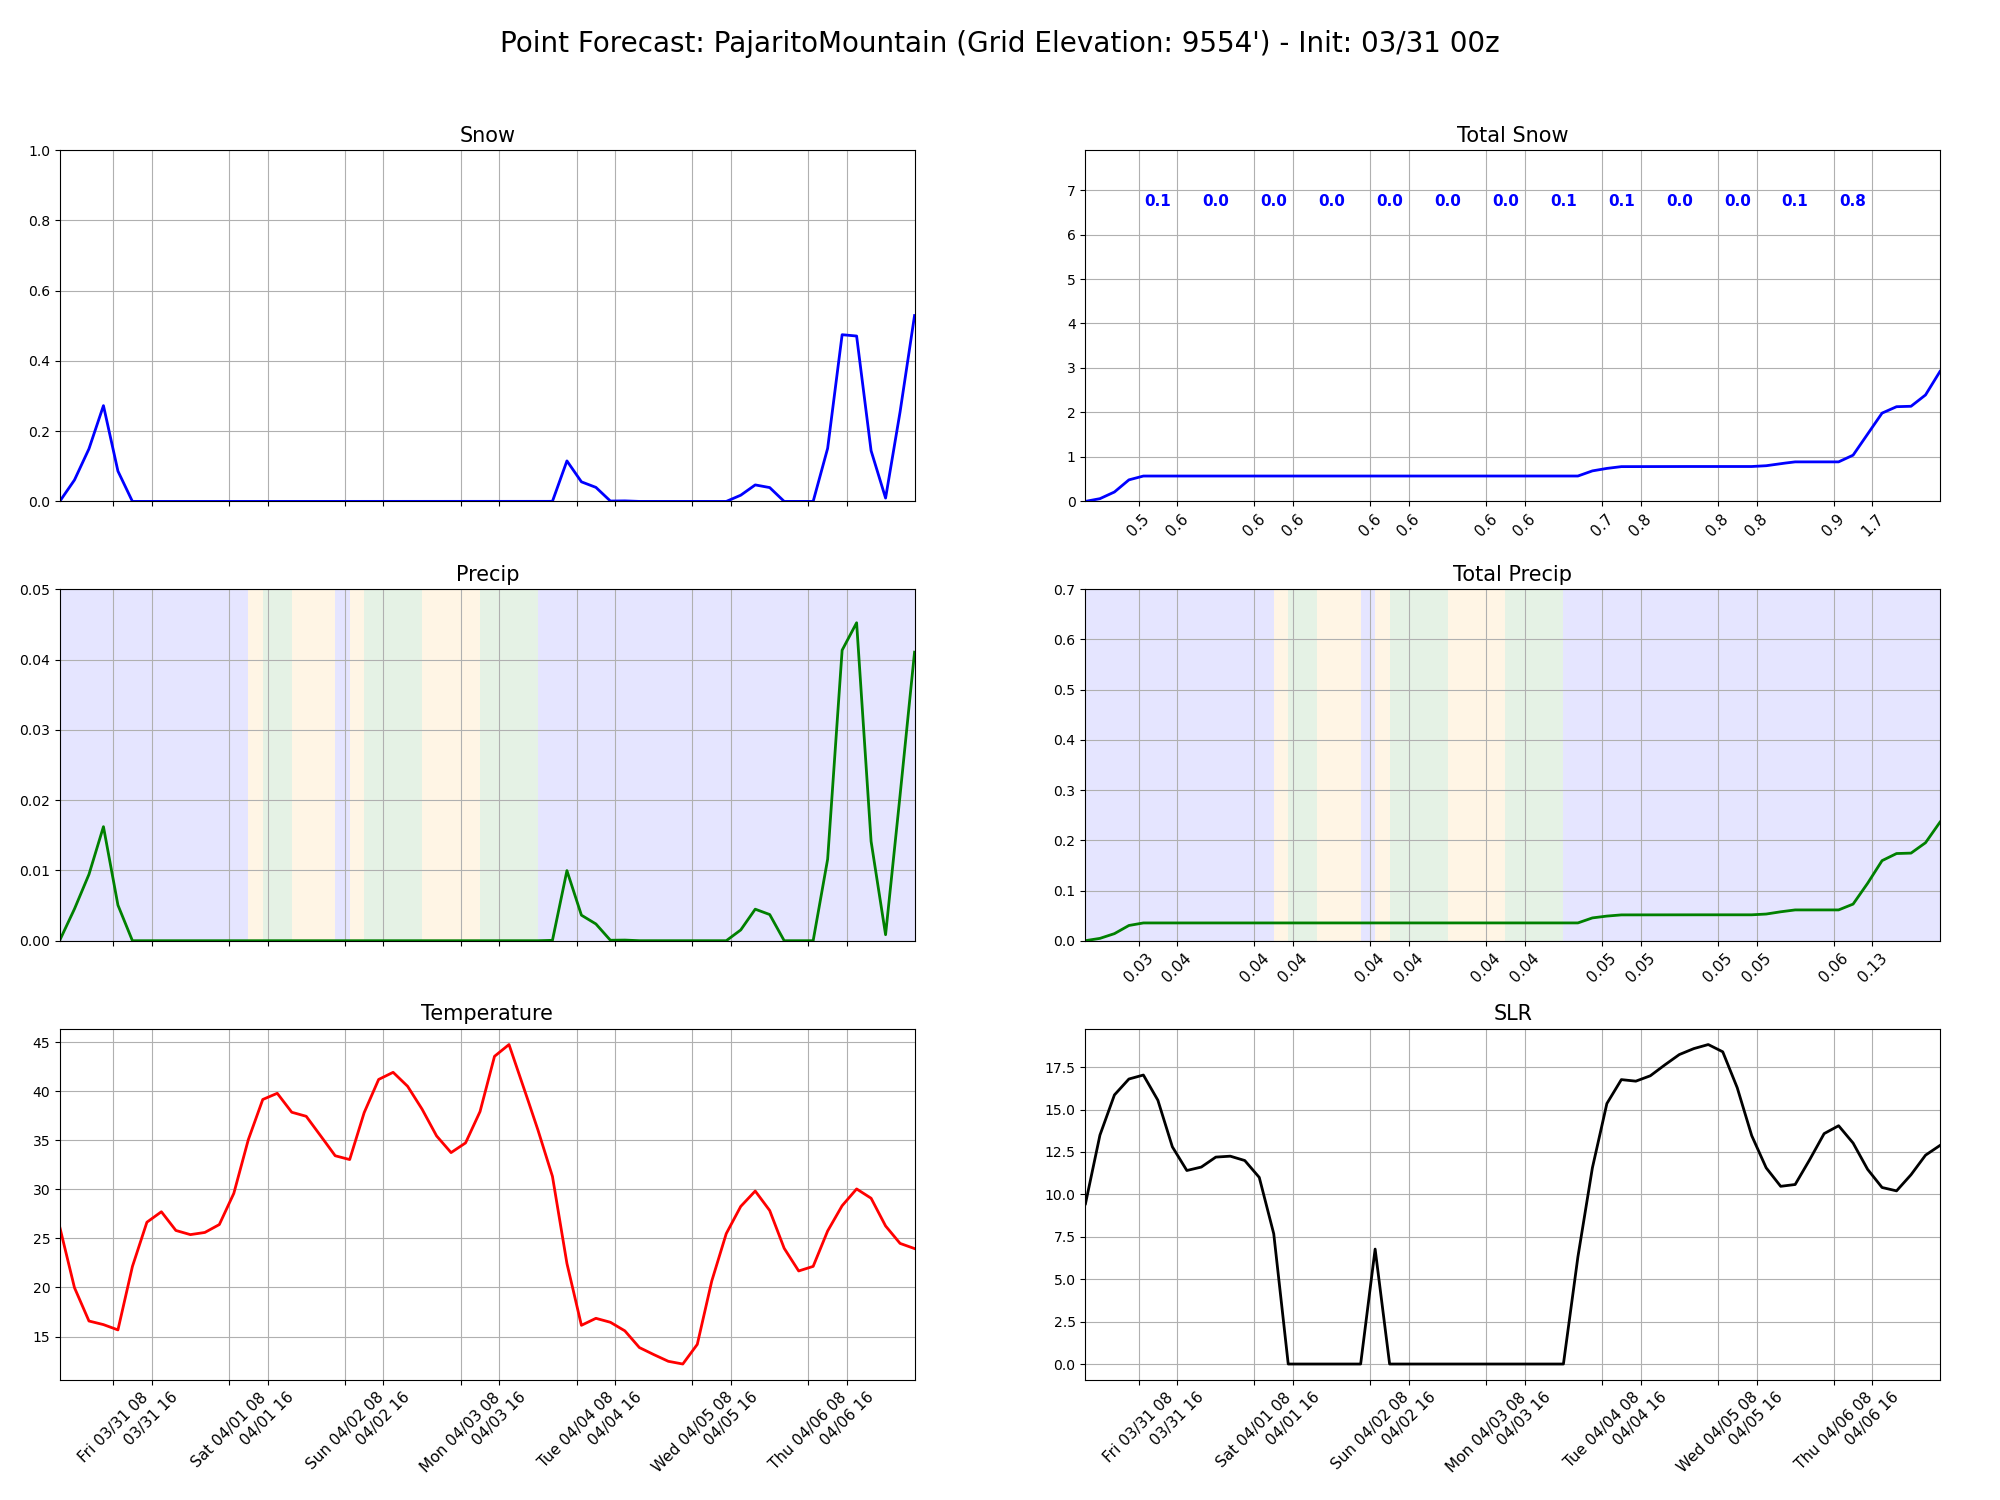 Point Forecast: PajaritoMountain (Grid Elevation: 9554') - Init: 03/31 00z
Snow
1.0
0.8
0.6
0.4
0.2
0.0
Total Snow
7
6
5
4
3
2
1
0
0.1 0.0 0.0 0.0 0.0 0.0 0.0 0.1 0.1 0.0 0.0 0.1 0.8
0.5 0.6 0.6 0.6 0.6 0.6 0.6 0.6 0.7 0.8 0.8 0.8 0.9 1.7
Precip
0.05
0.04
0.03
0.02
0.01
0.00
Total Precip
0.7
0.6
0.5
0.4
0.3
0.2
0.1
0.0
0.03 0.04 0.04 0.04 0.04 0.04 0.04 0.04 0.05 0.05 0.05 0.05 0.06 0.13
Temperature
45
40
35
30
25
20
15
Fri 03/31 08
03/31 16
Sat 04/01 08
04/01 16
Sun 04/02 08
04/02 16
Mon 04/03 08
04/03 16
Tue 04/04 08
04/04 16
Wed 04/05 08
04/05 16
Thu 04/06 08
04/06 16
SLR
17.5
15.0
12.5
10.0
7.5
5.0
2.5
0.0
Fri 03/31 08
03/31 16
Sat 04/01 08
04/01 16
Sun 04/02 08
04/02 16
Mon 04/03 08
04/03 16
Tue 04/04 08
04/04 16
Wed 04/05 08
04/05 16
Thu 04/06 08
04/06 16